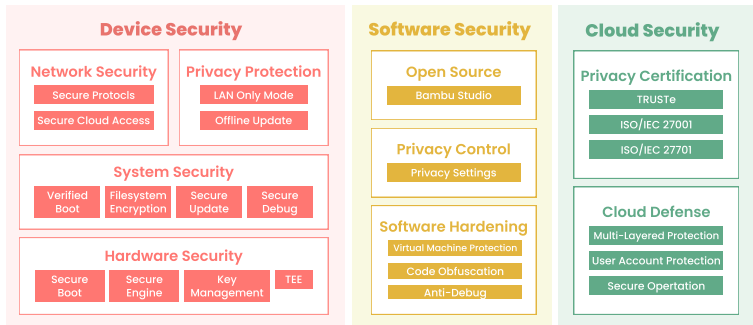 Device Security
Network Security
Secure Protocls
Secure Cloud Access
Privacy Protection
LAN Only Mode
Offline Update
System Security
Verified
Boot
Filesystem
Encryption
Secure
Update
Secure
Debug
Hardware Security
Secure
Boot
Secure
Engine
Key
Management
TEE
Software Security
Open Source
Bambu Studio
Privacy Control
Privacy Settings
Software Hardening
Virtual Machine Protection
Code Obfuscation
Anti-Debug
Cloud Security
Privacy Certification
TRUSTe
ISO/IEC 27001
ISO/IEC 27701
Cloud Defense
Multi-Layered Protection
User Account Protection
Secure Opertation